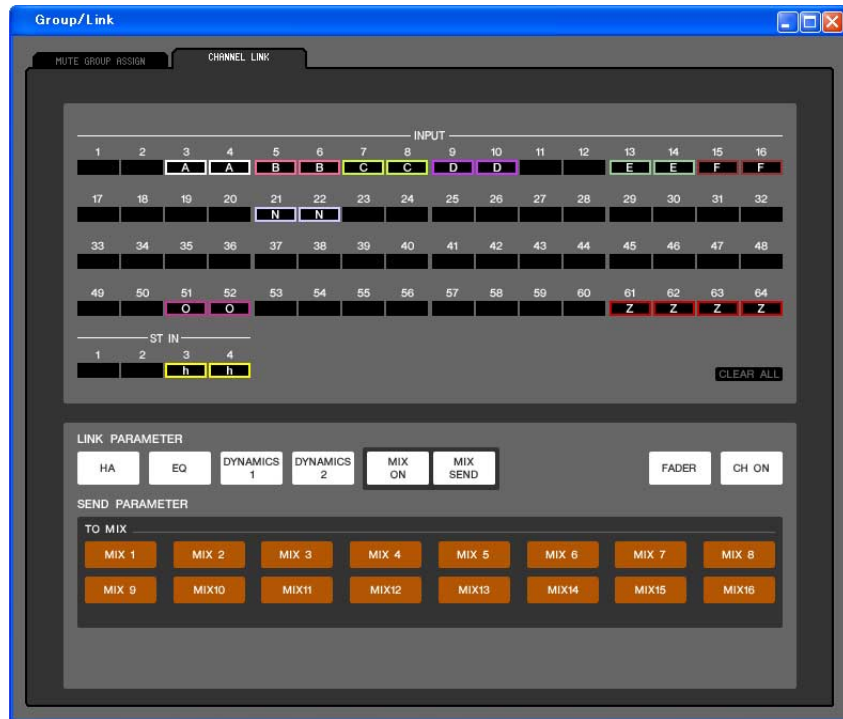 Group/Link
MUTE GROUP ASSIGN CHANNEL LINK
INPUT
1 2 3 4 5 6 7 8 9 10 11 12 13 14 15 16
A A B B C C D D E E F F
17 18 19 20 21 22 23 24 25 26 27 28 29 30 31 32
N N
33 34 35 36 37 38 39 40 41 42 43 44 45 46 47 48
49 50 51 52 53 54 55 56 57 58 59 60 61 62 63 64
O O Z Z Z Z
ST IN
1 2 3 4
h h
CLEAR ALL
LINK PARAMETER
HA EQ DYNAMICS 1 DYNAMICS 2 MIX ON MIX SEND FADER CH ON
SEND PARAMETER
TO MIX
MIX 1 MIX 2 MIX 3 MIX 4 MIX 5 MIX 6 MIX 7 MIX 8
MIX 9 MIX10 MIX11 MIX12 MIX13 MIX14 MIX15 MIX16